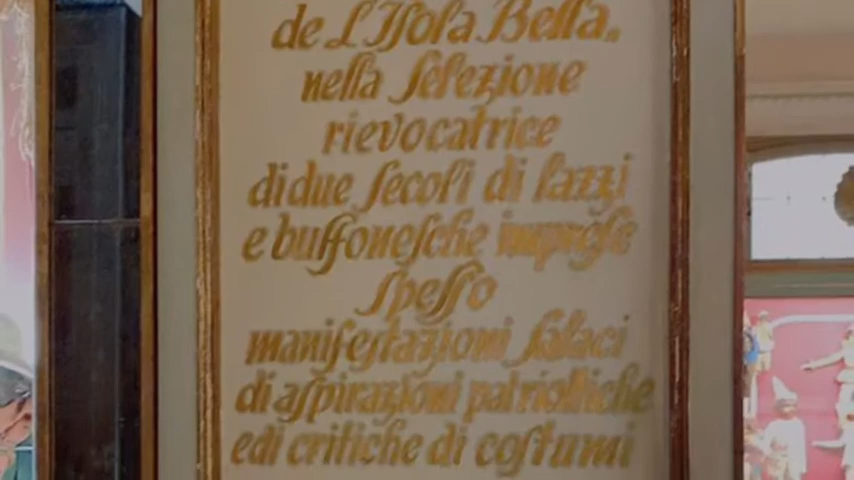 de L'Isola Bella.
nella selezione
rievocatrice
di due secoli di lazzi
e buffonesche imprese
spesso
manifestazioni salaci
di aspirazioni patriottiche
e di critiche di costumi